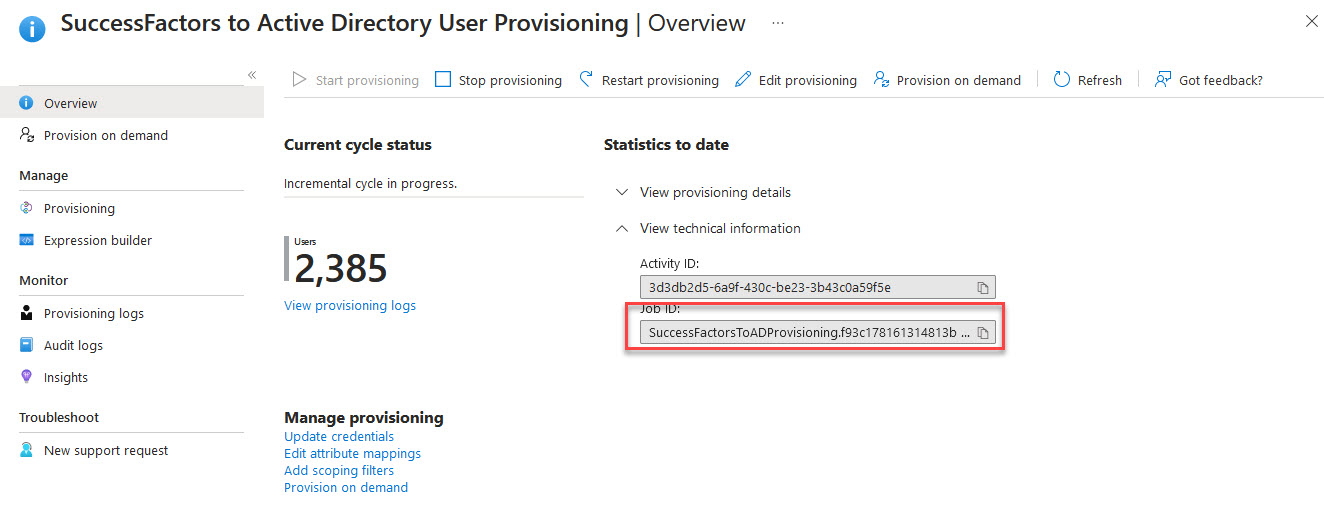 SuccessFactors to Active Directory User Provisioning | Overview ...
Start provisioning Stop provisioning Restart provisioning Edit provisioning Provision on demand Refresh Got feedback?
Overview
Provision on demand
Manage
Provisioning
Expression builder
Monitor
Provisioning logs
Audit logs
Insights
Troubleshoot
New support request
Current cycle status
Incremental cycle in progress.
Users
2,385
View provisioning logs
Statistics to date
View provisioning details
View technical information
Activity ID:
3d3db2d5-6a9f-430c-be23-3b43c0a59f5e
Job ID:
SuccessFactorsToADProvisioning.f93c178161314813b ...
Manage provisioning
Update credentials
Edit attribute mappings
Add scoping filters
Provision on demand